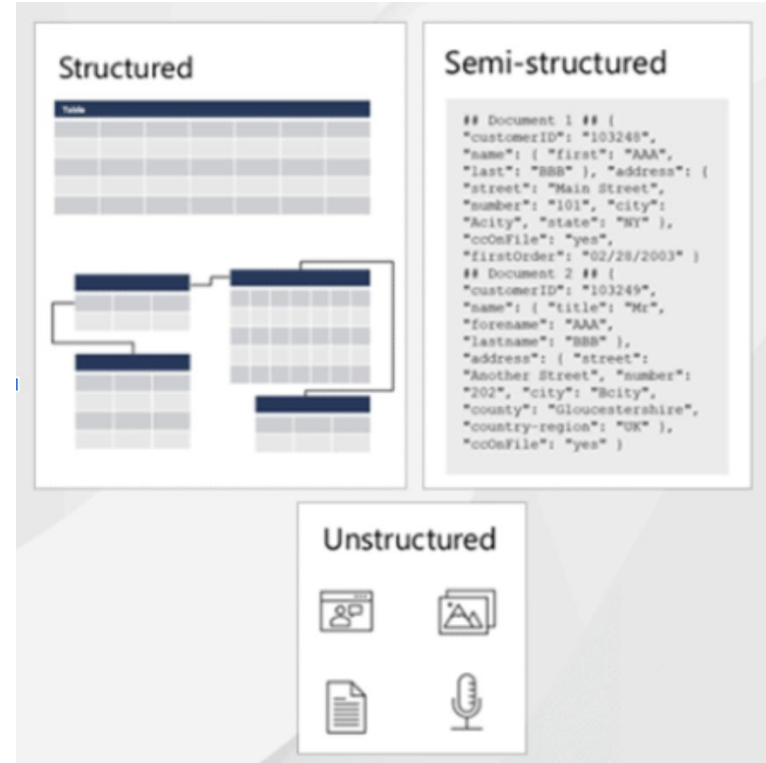 Structured
Table
Semi-structured
## Document 1 ## {
"customerID": "103248",
"name": { "first": "AAA",
"last": "BBB" }, "address": {
"street": "Main Street",
"number": "101", "city":
"Acity", "state": "NY" },
"ccOnFile": "yes",
"firstOrder": "02/28/2003" }
## Document 2 ## {
"customerID": "103249",
"name": { "title": "Mr",
"forename": "AAA",
"lastname": "BBB" },
"address": { "street":
"Another Street", "number":
"202", "city": "Bcity",
"county": "Gloucestershire",
"country-region": "UK" },
"ccOnFile": "yes" }
Unstructured